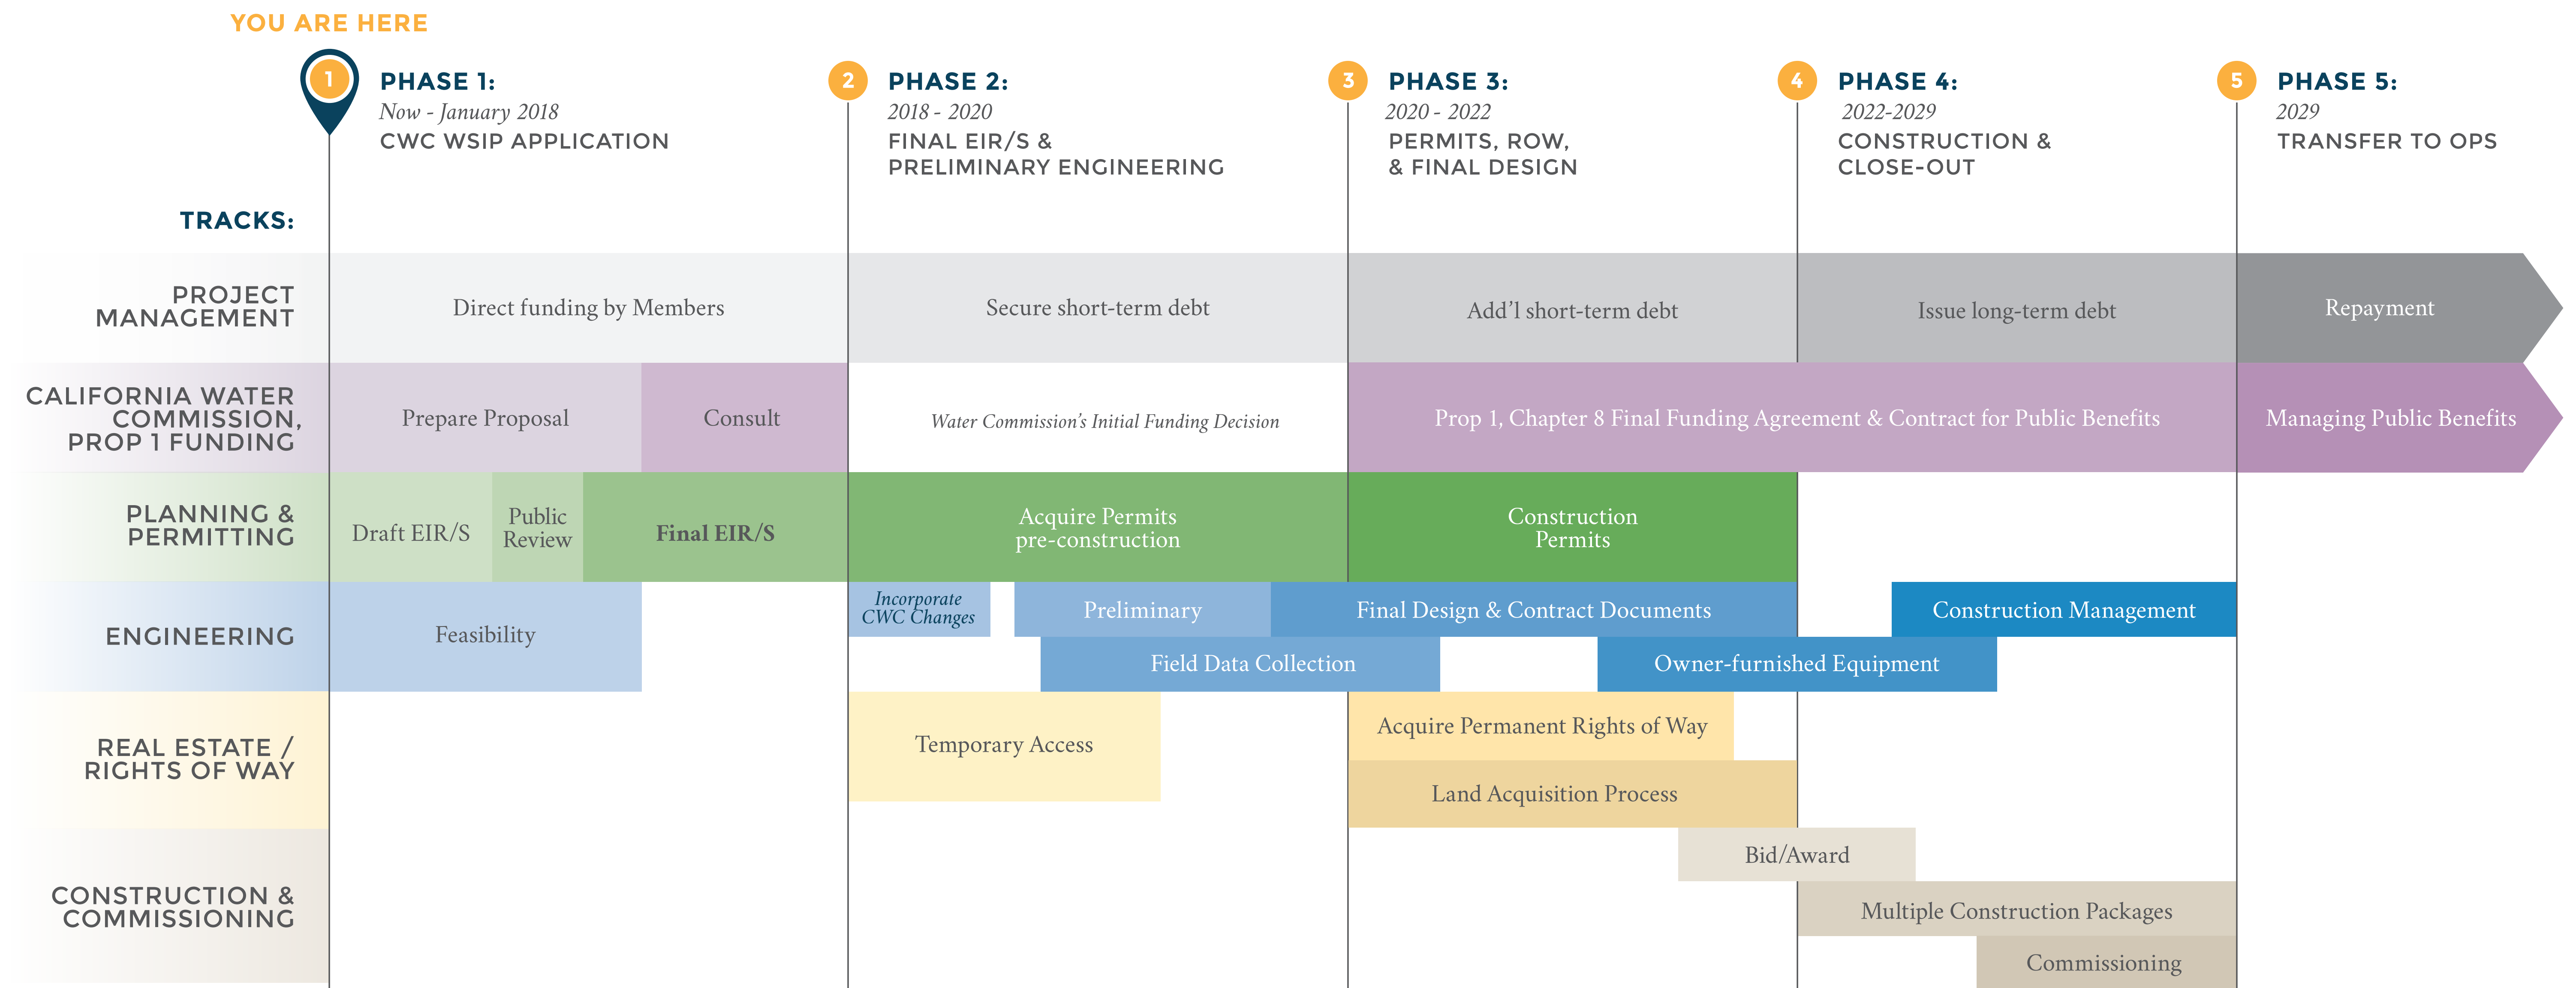 YOU ARE HERE
1
PHASE 1:
Now - January 2018
CWC WSIP APPLICATION
2
PHASE 2:
2018 - 2020
FINAL EIR/S &
PRELIMINARY ENGINEERING
3
PHASE 3:
2020 - 2022
PERMITS, ROW,
& FINAL DESIGN
4
PHASE 4:
2022-2029
CONSTRUCTION &
CLOSE-OUT
5
PHASE 5:
2029
TRANSFER TO OPS
TRACKS:
PROJECT
MANAGEMENT
Direct funding by Members
Secure short-term debt
Add’l short-term debt
Issue long-term debt
Repayment
CALIFORNIA WATER
COMMISSION,
PROP 1 FUNDING
Prepare Proposal
Consult
Water Commission’s Initial Funding Decision
Prop 1, Chapter 8 Final Funding Agreement & Contract for Public Benefits
Managing Public Benefits
PLANNING &
PERMITTING
Draft EIR/S
Public
Review
Final EIR/S
Acquire Permits
pre-construction
Construction
Permits
ENGINEERING
Feasibility
Incorporate
CWC Changes
Preliminary
Final Design & Contract Documents
Construction Management
Field Data Collection
Owner-furnished Equipment
REAL ESTATE /
RIGHTS OF WAY
Temporary Access
Acquire Permanent Rights of Way
Land Acquisition Process
CONSTRUCTION &
COMMISSIONING
Bid/Award
Multiple Construction Packages
Commissioning